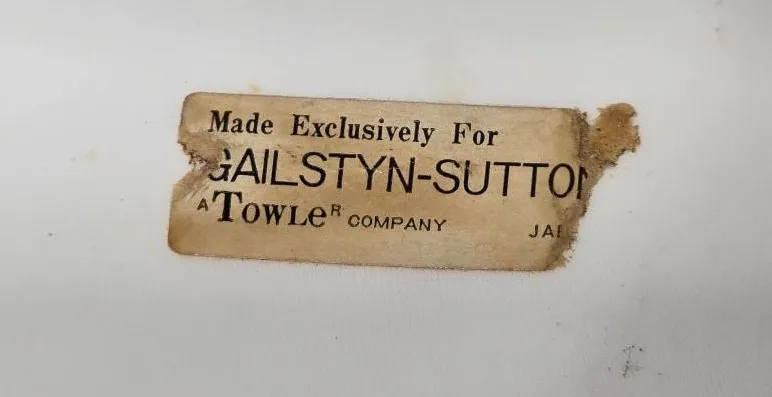 Made Exclusively For
GAILSTYN-SUTTON
A TOWLE R COMPANY